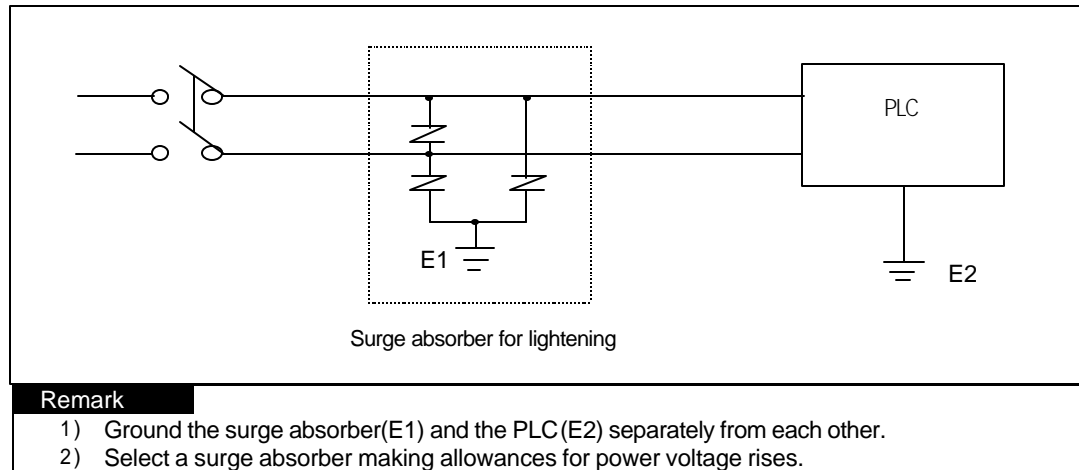 PLC
E1
E2
Surge absorber for lightening
Remark
1) Ground the surge absorber(E1) and the PLC(E2) separately from each other.
2) Select a surge absorber making allowances for power voltage rises.